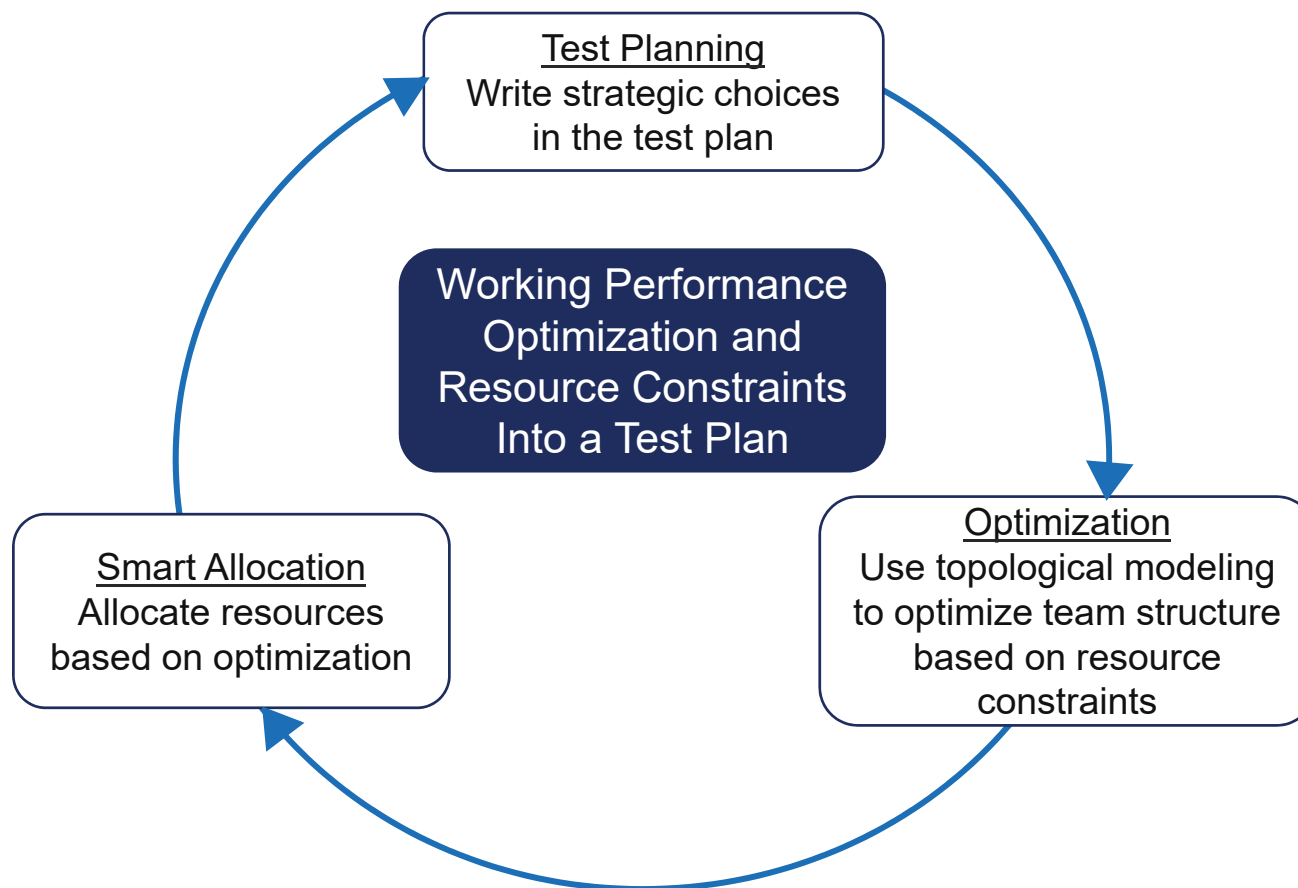 Test Planning
Write strategic choices
in the test plan
Working Performance
Optimization and
Resource Constraints
Into a Test Plan
Optimization
Use topological modeling
to optimize team structure
based on resource
constraints
Smart Allocation
Allocate resources
based on optimization